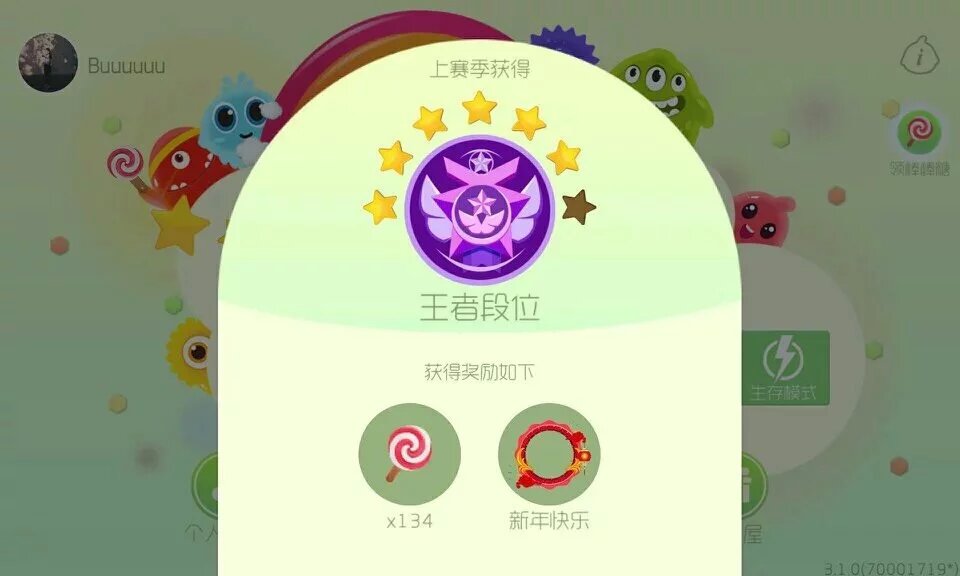 Buuuuuu
上赛季获得
领棒棒糖
王者段位
获得奖励如下
生存模式
x134
新年快乐
个人
屋
3.1.0(70001719*)